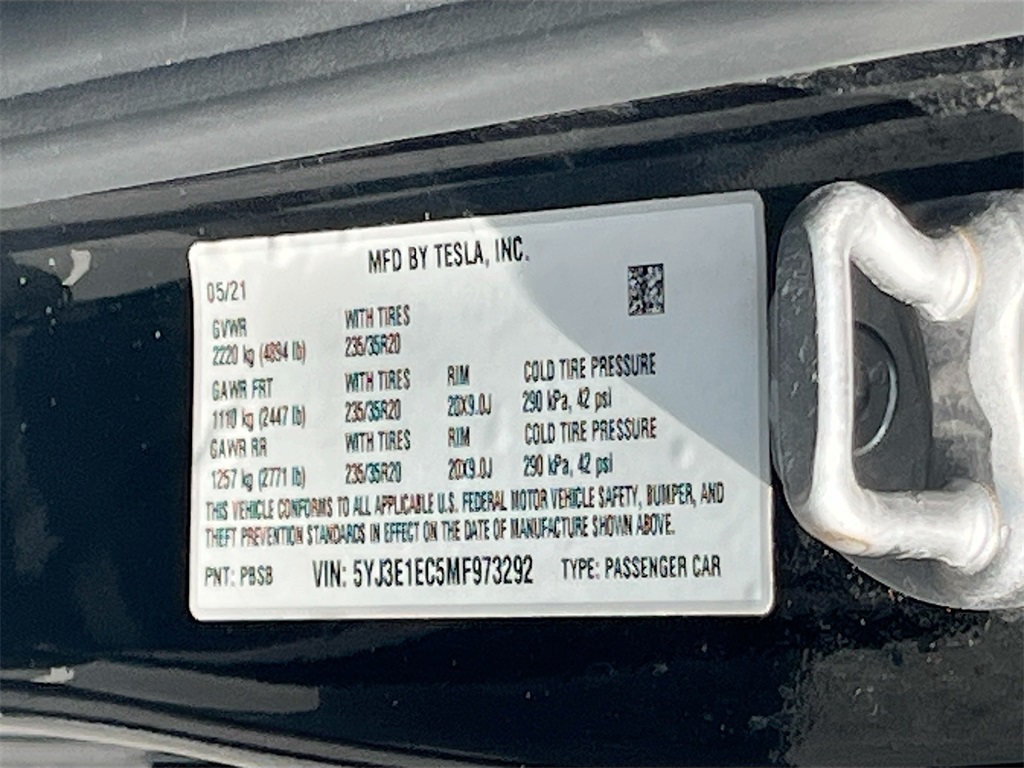 MFD BY TESLA, INC.
05/21
GVWR WITH TIRES
2220 kg (4894 lb) 235/35R20
GAWR FRT WITH TIRES RIM COLD TIRE PRESSURE
1110 kg (2447 lb) 235/35R20 20X9.0J 290 kPa, 42 psi
GAWR RR WITH TIRES RIM COLD TIRE PRESSURE
1257 kg (2771 lb) 235/35R20 20X9.0J 290 kPa, 42 psi
THIS VEHICLE CONFORMS TO ALL APPLICABLE U.S. FEDERAL MOTOR VEHICLE SAFETY, BUMPER, AND
THEFT PREVENTION STANDARDS IN EFFECT ON THE DATE OF MANUFACTURE SHOWN ABOVE.
PNT: PBSB VIN: 5YJ3E1EC5MF973292 TYPE: PASSENGER CAR